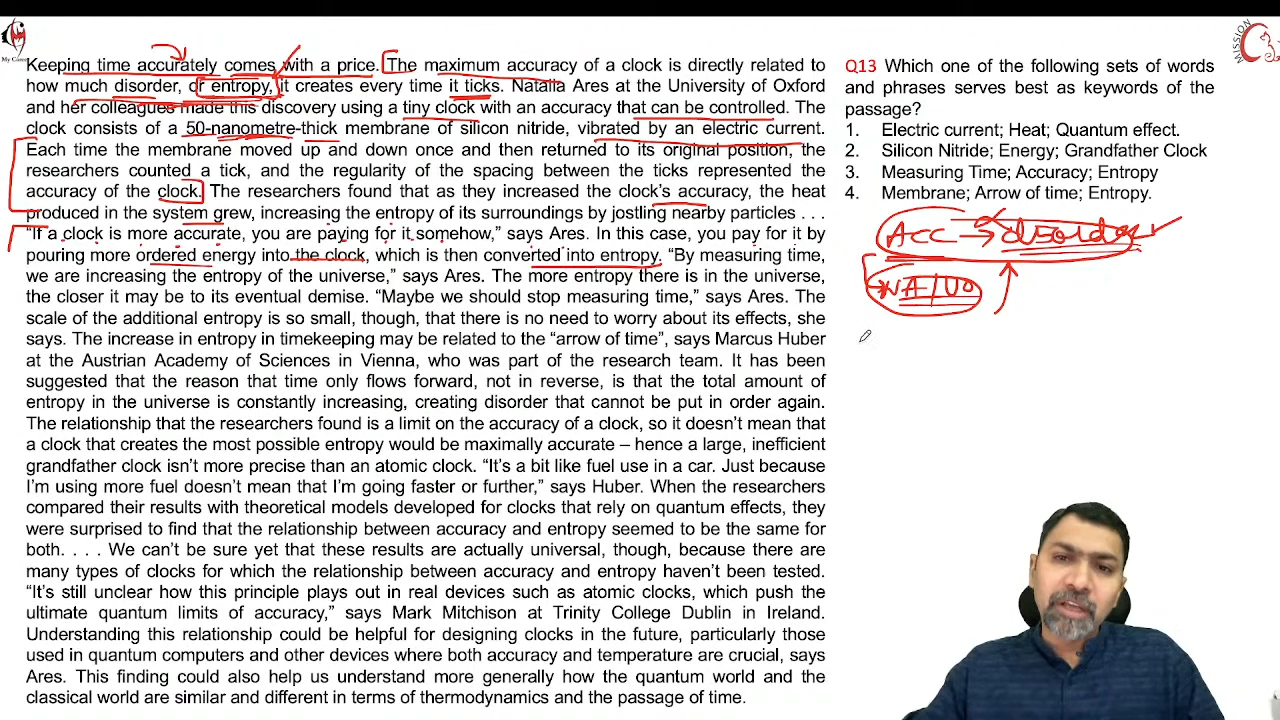 Keeping time accurately comes with a price. The maximum accuracy of a clock is directly related to
how much disorder, or entropy, it creates every time it ticks. Natalia Ares at the University of Oxford
and her colleagues made this discovery using a tiny clock with an accuracy that can be controlled. The
clock consists of a 50-nanometre-thick membrane of silicon nitride, vibrated by an electric current.
Each time the membrane moved up and down once and then returned to its original position, the
researchers counted a tick, and the regularity of the spacing between the ticks represented the
accuracy of the clock. The researchers found that as they increased the clock's accuracy, the heat
produced in the system grew, increasing the entropy of its surroundings by jostling nearby particles . . .
“If a clock is more accurate, you are paying for it somehow,” says Ares. In this case, you pay for it by
pouring more ordered energy into the clock, which is then converted into entropy. “By measuring time,
we are increasing the entropy of the universe,” says Ares. The more entropy there is in the universe,
the closer it may be to its eventual demise. “Maybe we should stop measuring time,” says Ares. The
scale of the additional entropy is so small, though, that there is no need to worry about its effects, she
says. The increase in entropy in timekeeping may be related to the “arrow of time”, says Marcus Huber
at the Austrian Academy of Sciences in Vienna, who was part of the research team. It has been
suggested that the reason that time only flows forward, not in reverse, is that the total amount of
entropy in the universe is constantly increasing, creating disorder that cannot be put in order again.
The relationship that the researchers found is a limit on the accuracy of a clock, so it doesn't mean that
a clock that creates the most possible entropy would be maximally accurate – hence a large, inefficient
grandfather clock isn't more precise than an atomic clock. “It's a bit like fuel use in a car. Just because
I'm using more fuel doesn't mean that I'm going faster or further,” says Huber. When the researchers
compared their results with theoretical models developed for clocks that rely on quantum effects, they
were surprised to find that the relationship between accuracy and entropy seemed to be the same for
both. . . . We can't be sure yet that these results are actually universal, though, because there are
many types of clocks for which the relationship between accuracy and entropy haven't been tested.
“It's still unclear how this principle plays out in real devices such as atomic clocks, which push the
ultimate quantum limits of accuracy,” says Mark Mitchison at Trinity College Dublin in Ireland.
Understanding this relationship could be helpful for designing clocks in the future, particularly those
used in quantum computers and other devices where both accuracy and temperature are crucial, says
Ares. This finding could also help us understand more generally how the quantum world and the
classical world are similar and different in terms of thermodynamics and the passage of time.
Q13 Which one of the following sets of words
and phrases serves best as keywords of the
passage?
1. Electric current; Heat; Quantum effect.
2. Silicon Nitride; Energy; Grandfather Clock
3. Measuring Time; Accuracy; Entropy
4. Membrane; Arrow of time; Entropy.
Acc → disorder
NA/UO
MISSION